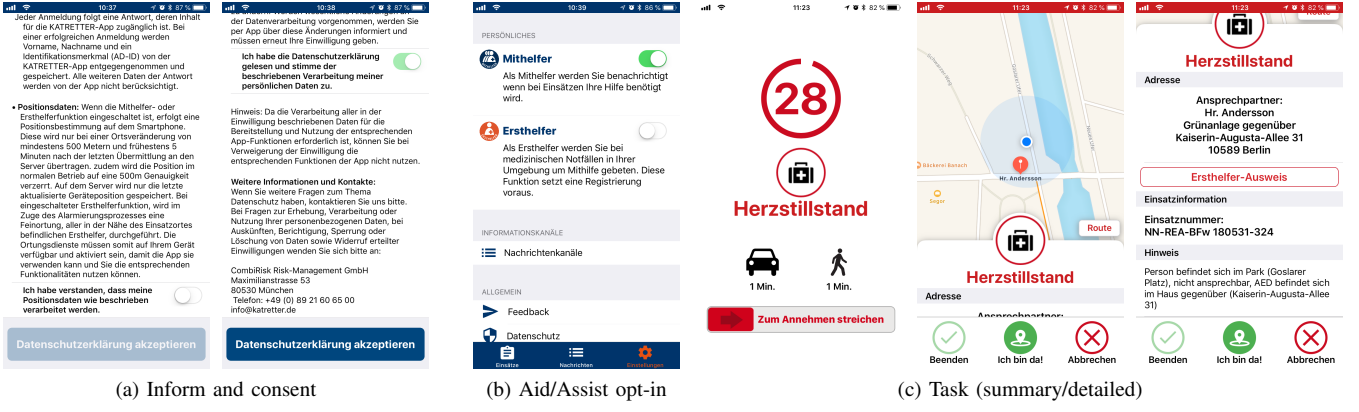 10:37
87 %
Jeder Anmeldung folgt eine Antwort, deren Inhalt
für die KATRETTER-App zugänglich ist. Bei
einer erfolgreichen Anmeldung werden
Vorname, Nachname und ein
Identifikationsmerkmal (AD-ID) von der
KATRETTER-App entgegengenommen und
gespeichert. Alle weiteren Daten der Antwort
werden von der App nicht berücksichtigt.
• Positionsdaten: Wenn die Mithelfer- oder
Ersthelferfunktion eingeschaltet ist, erfolgt eine
Positionsbestimmung auf dem Smartphone.
Diese wird nur bei einer Ortsveränderung von
mindestens 500 Metern und frühestens 5
Minuten nach der letzten Übermittlung an den
Server übertragen. zudem wird die Position im
normalen Betrieb auf eine 500m Genauigkeit
verzerrt. Auf dem Server wird nur die letzte
aktualisierte Geräteposition gespeichert. Bei
eingeschalteter Ersthelferfunktion, wird im
Zuge des Alarmierungsprozesses eine
Feinortung, aller in der Nähe des Einsatzortes
befindlichen Ersthelfer, durchgeführt. Die
Ortungsdienste müssen somit auf Ihrem Gerät
verfügbar und aktiviert sein, damit die App sie
verwenden kann und Sie die entsprechenden
Funktionalitäten nutzen können.
Ich habe verstanden, dass meine
Positionsdaten wie beschrieben
verarbeitet werden.
Datenschutzerklärung akzeptieren
10:38
87 %
der Datenverarbeitung vorgenommen, werden Sie
per App über diese Änderungen informiert und
müssen erneut Ihre Einwilligung geben.
Ich habe die Datenschutzerklärung
gelesen und stimme der
beschriebenen Verarbeitung meiner
persönlichen Daten zu.
Hinweis: Da die Verarbeitung aller in der
Einwilligung beschriebenen Daten für die
Bereitstellung und Nutzung der entsprechenden
App-Funktionen erforderlich ist, können Sie bei
Verweigerung der Einwilligung die
entsprechenden Funktionen der App nicht nutzen.
Weitere Informationen und Kontakte:
Wenn Sie weitere Fragen zum Thema
Datenschutz haben, kontaktieren Sie uns bitte.
Bei Fragen zur Erhebung, Verarbeitung oder
Nutzung Ihrer personenbezogenen Daten, bei
Auskünften, Berichtigung, Sperrung oder
Löschung von Daten sowie Widerruf erteilter
Einwilligungen wenden Sie sich bitte an:
CombiRisk Risk-Management GmbH
Maximilianstrasse 53
80530 München
Telefon: +49 (0) 89 21 60 65 00
info@katretter.de
Datenschutzerklärung akzeptieren
(a) Inform and consent
10:39
86 %
PERSÖNLICHES
Mithelfer
Als Mithelfer werden Sie benachrichtigt
wenn bei Einsätzen Ihre Hilfe benötigt
wird.
Ersthelfer
Als Ersthelfer werden Sie bei
medizinischen Notfällen in Ihrer
Umgebung um Mithilfe gebeten. Diese
Funktion setzt eine Registrierung
voraus.
INFORMATIONSKANÄLE
Nachrichtenkanäle
ALLGEMEIN
Feedback
Datenschutz
Einsätze
Nachrichten
Einstellungen
(b) Aid/Assist opt-in
11:23
82 %
28
Herzstillstand
1 Min.
1 Min.
Zum Annehmen streichen
11:23
82 %
Goslarer Ufer
Bäckerei Banach
Sager
Hr. Andersson
Route
Herzstillstand
Adresse
Ansprechpartner:
Beenden
Ich bin da!
Abbrechen
11:23
82 %
Route
Herzstillstand
Adresse
Ansprechpartner:
Hr. Andersson
Grünanlage gegenüber
Kaiserin-Augusta-Allee 31
10589 Berlin
Ersthelfer-Ausweis
Einsatzinformation
Einsatznummer:
NN-REA-BFw 180531-324
Hinweis
Person befindet sich im Park (Goslarer
Platz), nicht ansprechbar, AED befindet sich
im Haus gegenüber (Kaiserin-Augusta-Allee
31)
Beenden
Ich bin da!
Abbrechen
(c) Task (summary/detailed)